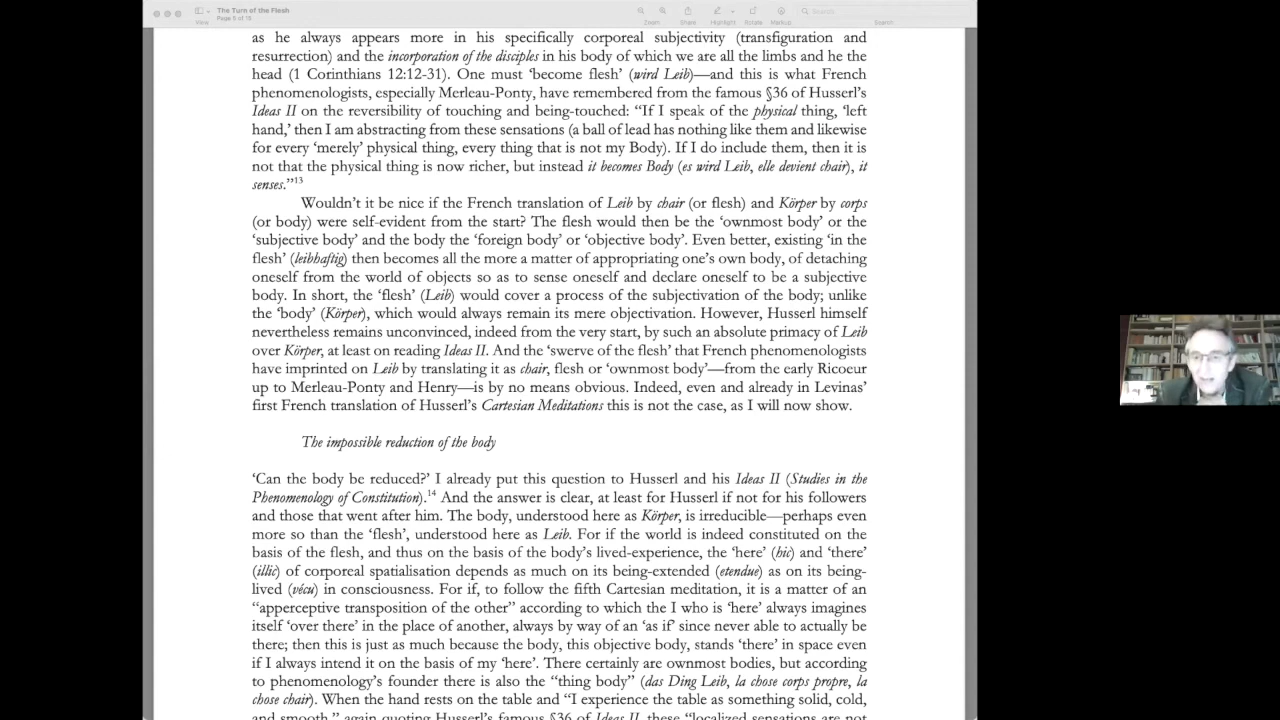 The Turn of the Flesh
Page 5 of 15
View
Zoom
Share
Highlight
Rotate
Markup
Search
Search
as he always appears more in his specifically corporeal subjectivity (transfiguration and
resurrection) and the incorporation of the disciples in his body of which we are all the limbs and he the
head (1 Corinthians 12:12-31). One must ‘become flesh’ (wird Leib)—and this is what French
phenomenologists, especially Merleau-Ponty, have remembered from the famous §36 of Husserl’s
Ideas II on the reversibility of touching and being-touched: “If I speak of the physical thing, ‘left
hand,’ then I am abstracting from these sensations (a ball of lead has nothing like them and likewise
for every ‘merely’ physical thing, every thing that is not my Body). If I do include them, then it is
not that the physical thing is now richer, but instead it becomes Body (es wird Leib, elle devient chair), it
senses.”13
Wouldn’t it be nice if the French translation of Leib by chair (or flesh) and Körper by corps
(or body) were self-evident from the start? The flesh would then be the ‘ownmost body’ or the
‘subjective body’ and the body the ‘foreign body’ or ‘objective body’. Even better, existing ‘in the
flesh’ (leibhaftig) then becomes all the more a matter of appropriating one’s own body, of detaching
oneself from the world of objects so as to sense oneself and declare oneself to be a subjective
body. In short, the ‘flesh’ (Leib) would cover a process of the subjectivation of the body; unlike
the ‘body’ (Körper), which would always remain its mere objectivation. However, Husserl himself
nevertheless remains unconvinced, indeed from the very start, by such an absolute primacy of Leib
over Körper, at least on reading Ideas II. And the ‘swerve of the flesh’ that French phenomenologists
have imprinted on Leib by translating it as chair, flesh or ‘ownmost body’—from the early Ricoeur
up to Merleau-Ponty and Henry—is by no means obvious. Indeed, even and already in Levinas’
first French translation of Husserl’s Cartesian Meditations this is not the case, as I will now show.
The impossible reduction of the body
‘Can the body be reduced?’ I already put this question to Husserl and his Ideas II (Studies in the
Phenomenology of Constitution).14 And the answer is clear, at least for Husserl if not for his followers
and those that went after him. The body, understood here as Körper, is irreducible—perhaps even
more so than the ‘flesh’, understood here as Leib. For if the world is indeed constituted on the
basis of the flesh, and thus on the basis of the body’s lived-experience, the ‘here’ (hic) and ‘there’
(illic) of corporeal spatialisation depends as much on its being-extended (etendue) as on its being-
lived (vécu) in consciousness. For if, to follow the fifth Cartesian meditation, it is a matter of an
“apperceptive transposition of the other” according to which the I who is ‘here’ always imagines
itself ‘over there’ in the place of another, always by way of an ‘as if’ since never able to actually be
there; then this is just as much because the body, this objective body, stands ‘there’ in space even
if I always intend it on the basis of my ‘here’. There certainly are ownmost bodies, but according
to phenomenology’s founder there is also the “thing body” (das Ding Leib, la chose corps propre, la
chose chair). When the hand rests on the table and “I experience the table as something solid, cold,
and smooth,” again quoting Husserl’s famous §36 of Ideas II, these “localized sensations are not